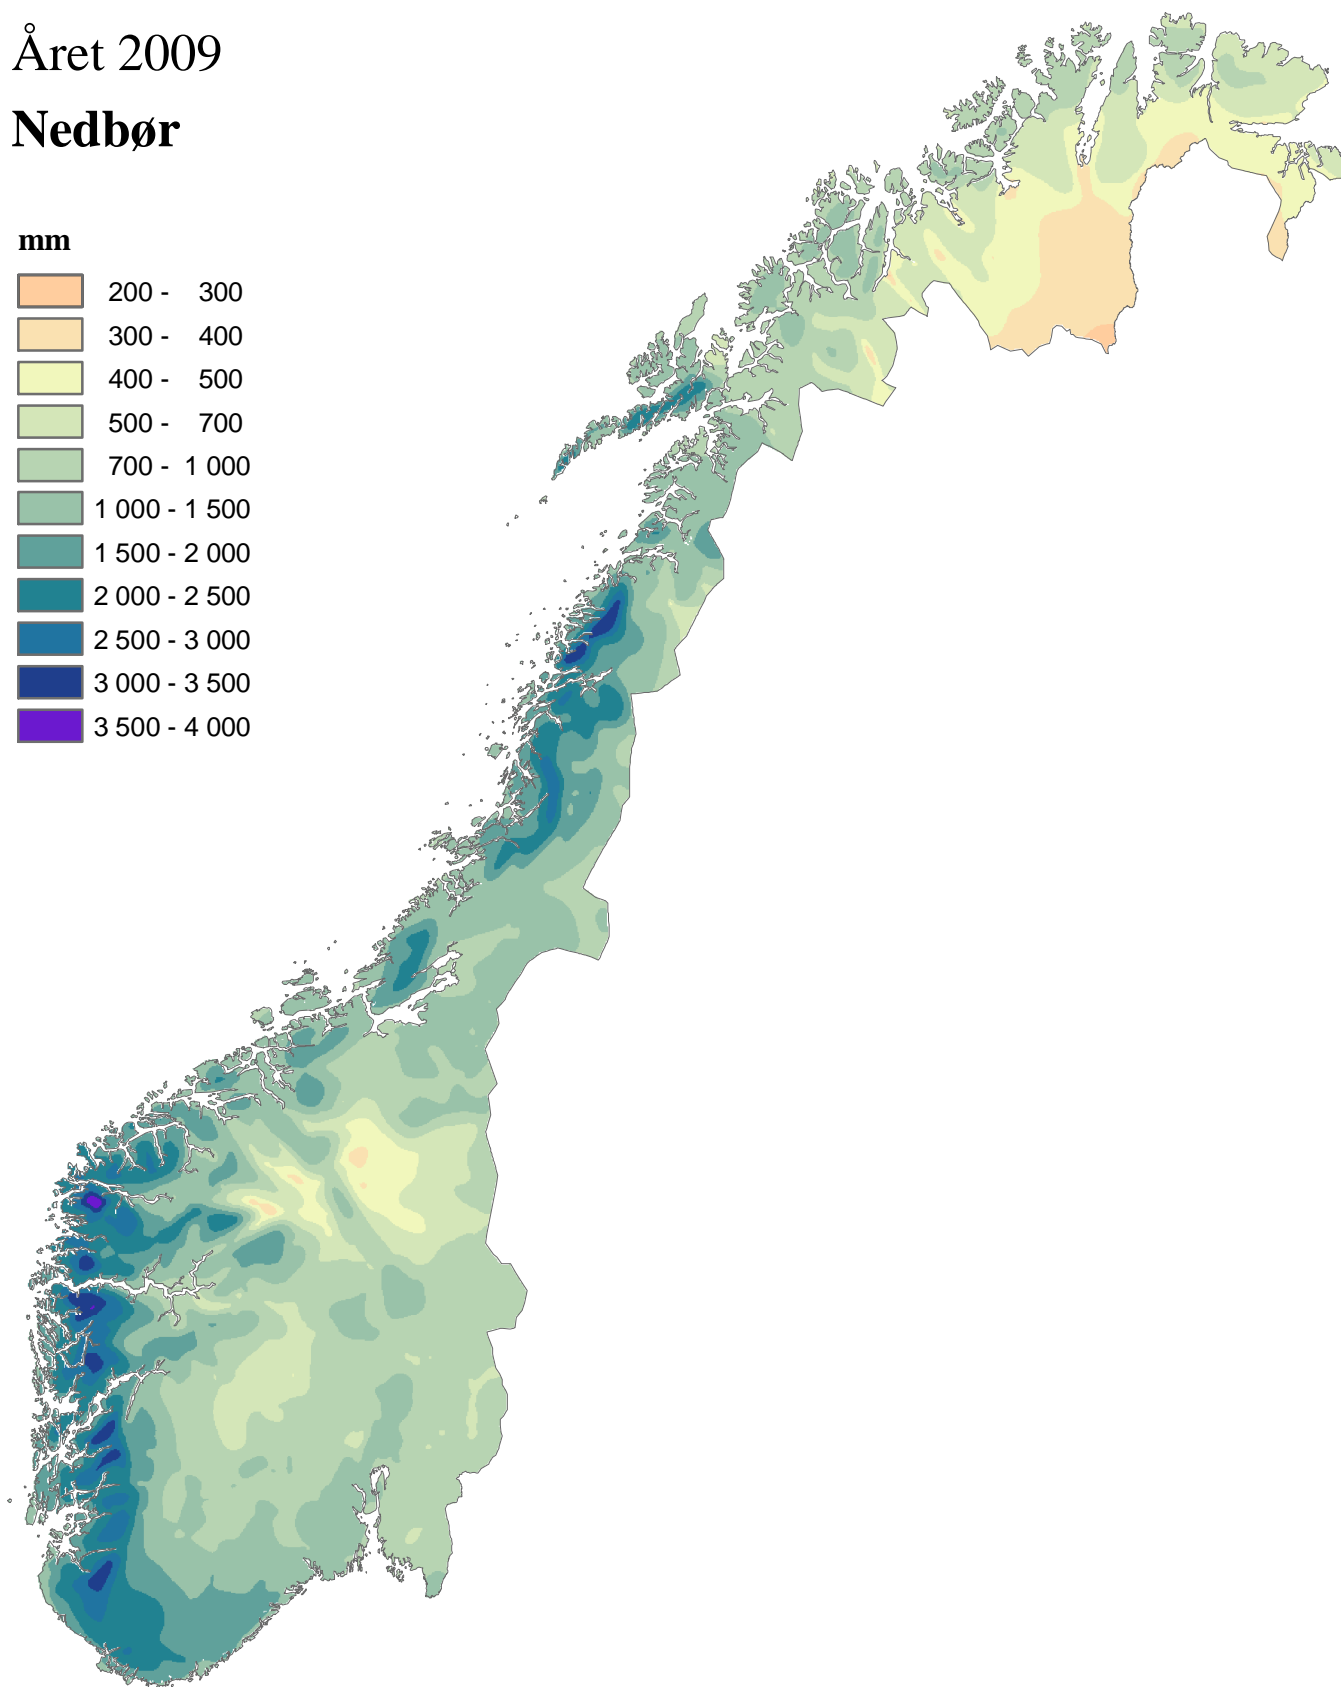 Året 2009
Nedbør
mm
200 - 300
300 - 400
400 - 500
500 - 700
700 - 1 000
1 000 - 1 500
1 500 - 2 000
2 000 - 2 500
2 500 - 3 000
3 000 - 3 500
3 500 - 4 000